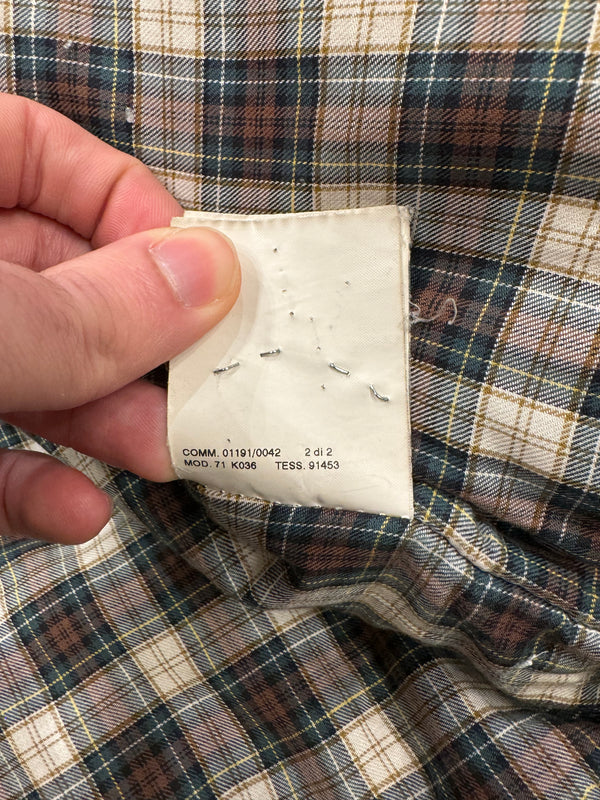 COMM. 01191/0042 2 di 2
MOD. 71 K036 TESS. 91453